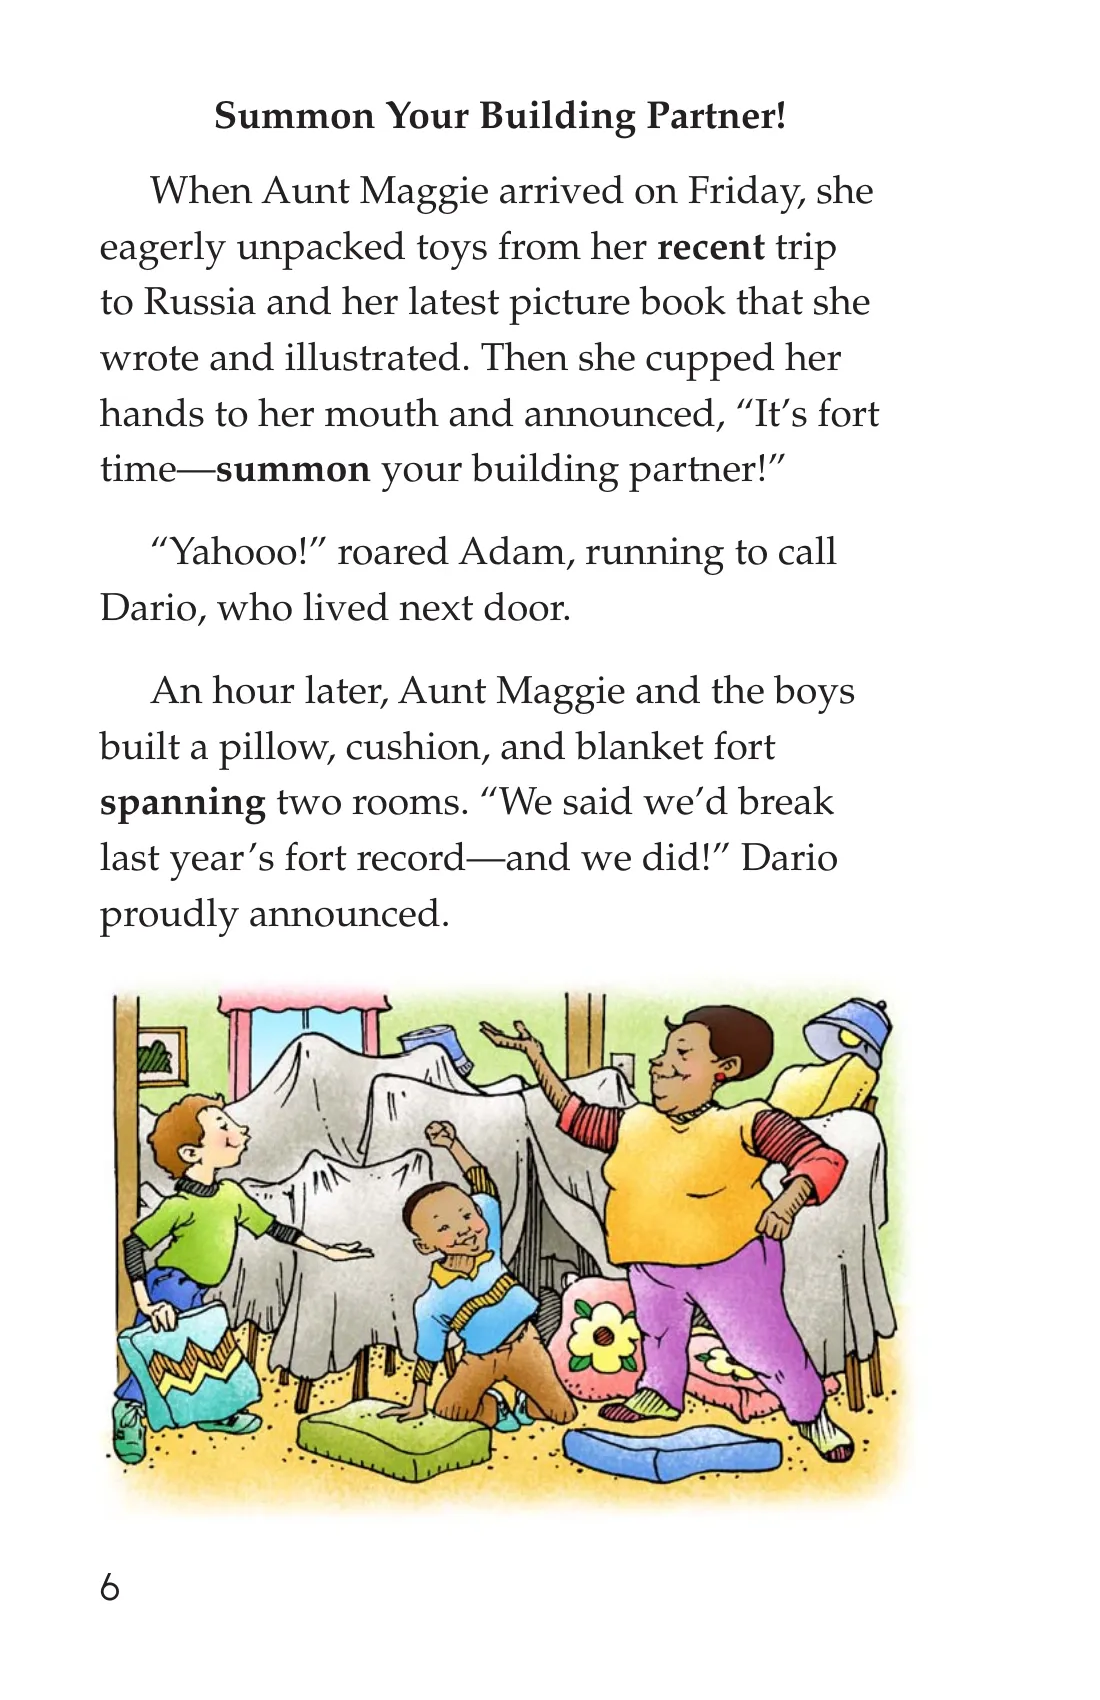 Summon Your Building Partner!
When Aunt Maggie arrived on Friday, she
eagerly unpacked toys from her recent trip
to Russia and her latest picture book that she
wrote and illustrated. Then she cupped her
hands to her mouth and announced, “It’s fort
time—summon your building partner!”
“Yahooo!” roared Adam, running to call
Dario, who lived next door.
An hour later, Aunt Maggie and the boys
built a pillow, cushion, and blanket fort
spanning two rooms. “We said we’d break
last year’s fort record—and we did!” Dario
proudly announced.
6